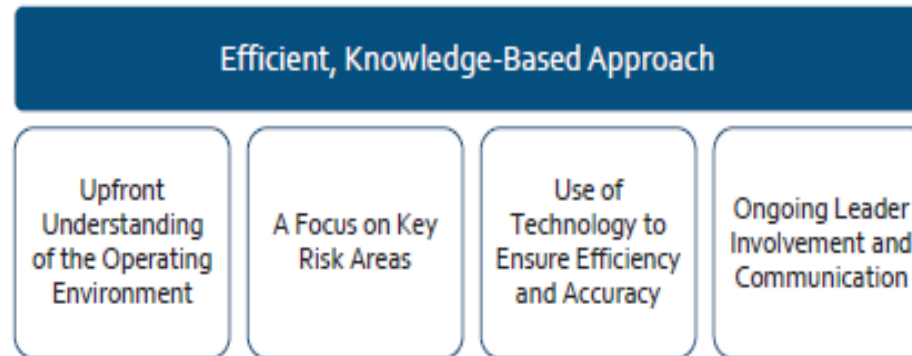 Efficient, Knowledge-Based Approach
Upfront
Understanding
of the Operating
Environment
A Focus on Key
Risk Areas
Use of
Technology to
Ensure Efficiency
and Accuracy
Ongoing Leader
Involvement and
Communication